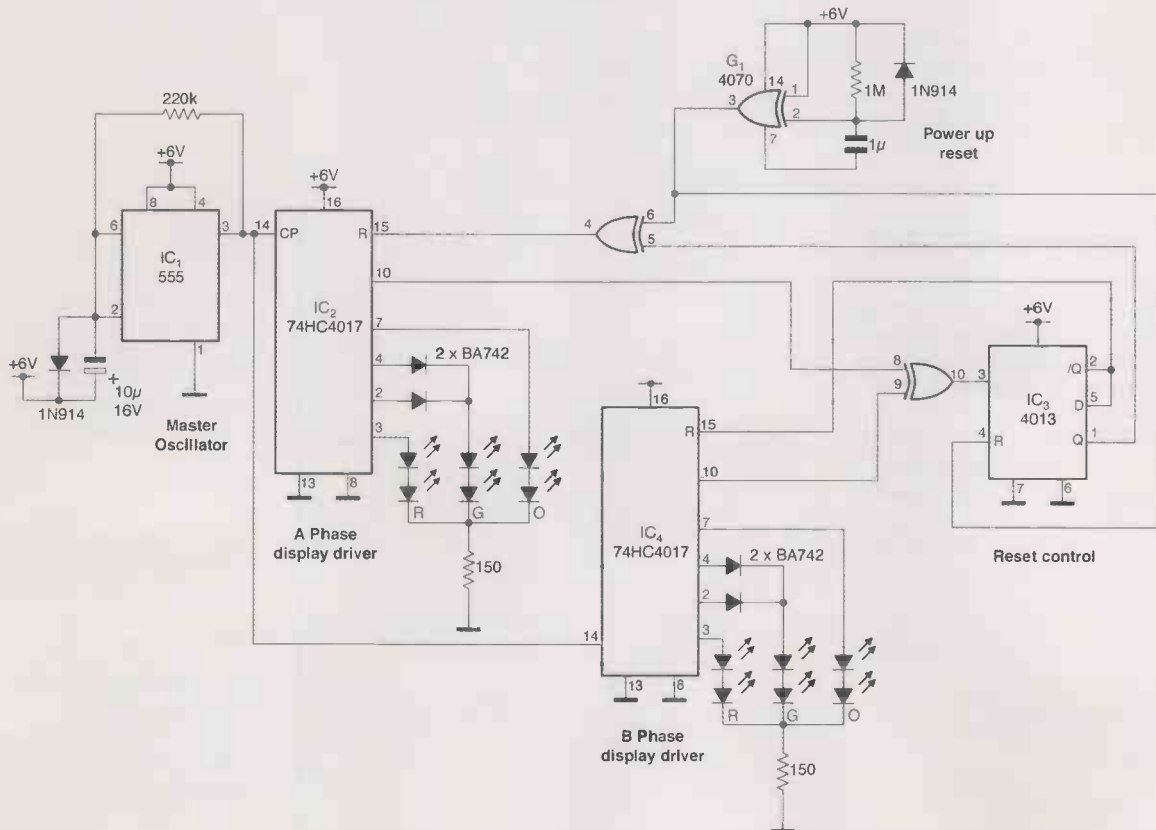 +6V
G1
4070
14
1
3
2
7
1M
1N914
1µ
Power up
reset
220k
+6V
8
4
6
3
14
IC1
555
2
1
+6V
1N914
+
10µ
16V
Master
Oscillator
+6V
16
CP
R
15
10
IC2
74HC4017
7
4
2 x BA742
2
3
13
8
R
G
O
A Phase
display driver
150
4
6
5
8
9
10
3
+6V
/Q
2
IC3
4013
D
5
4
R
Q
1
7
6
Reset control
16
R
15
10
IC4
74HC4017
7
4
2 x BA742
2
14
3
13
8
R
G
O
B Phase
display driver
150